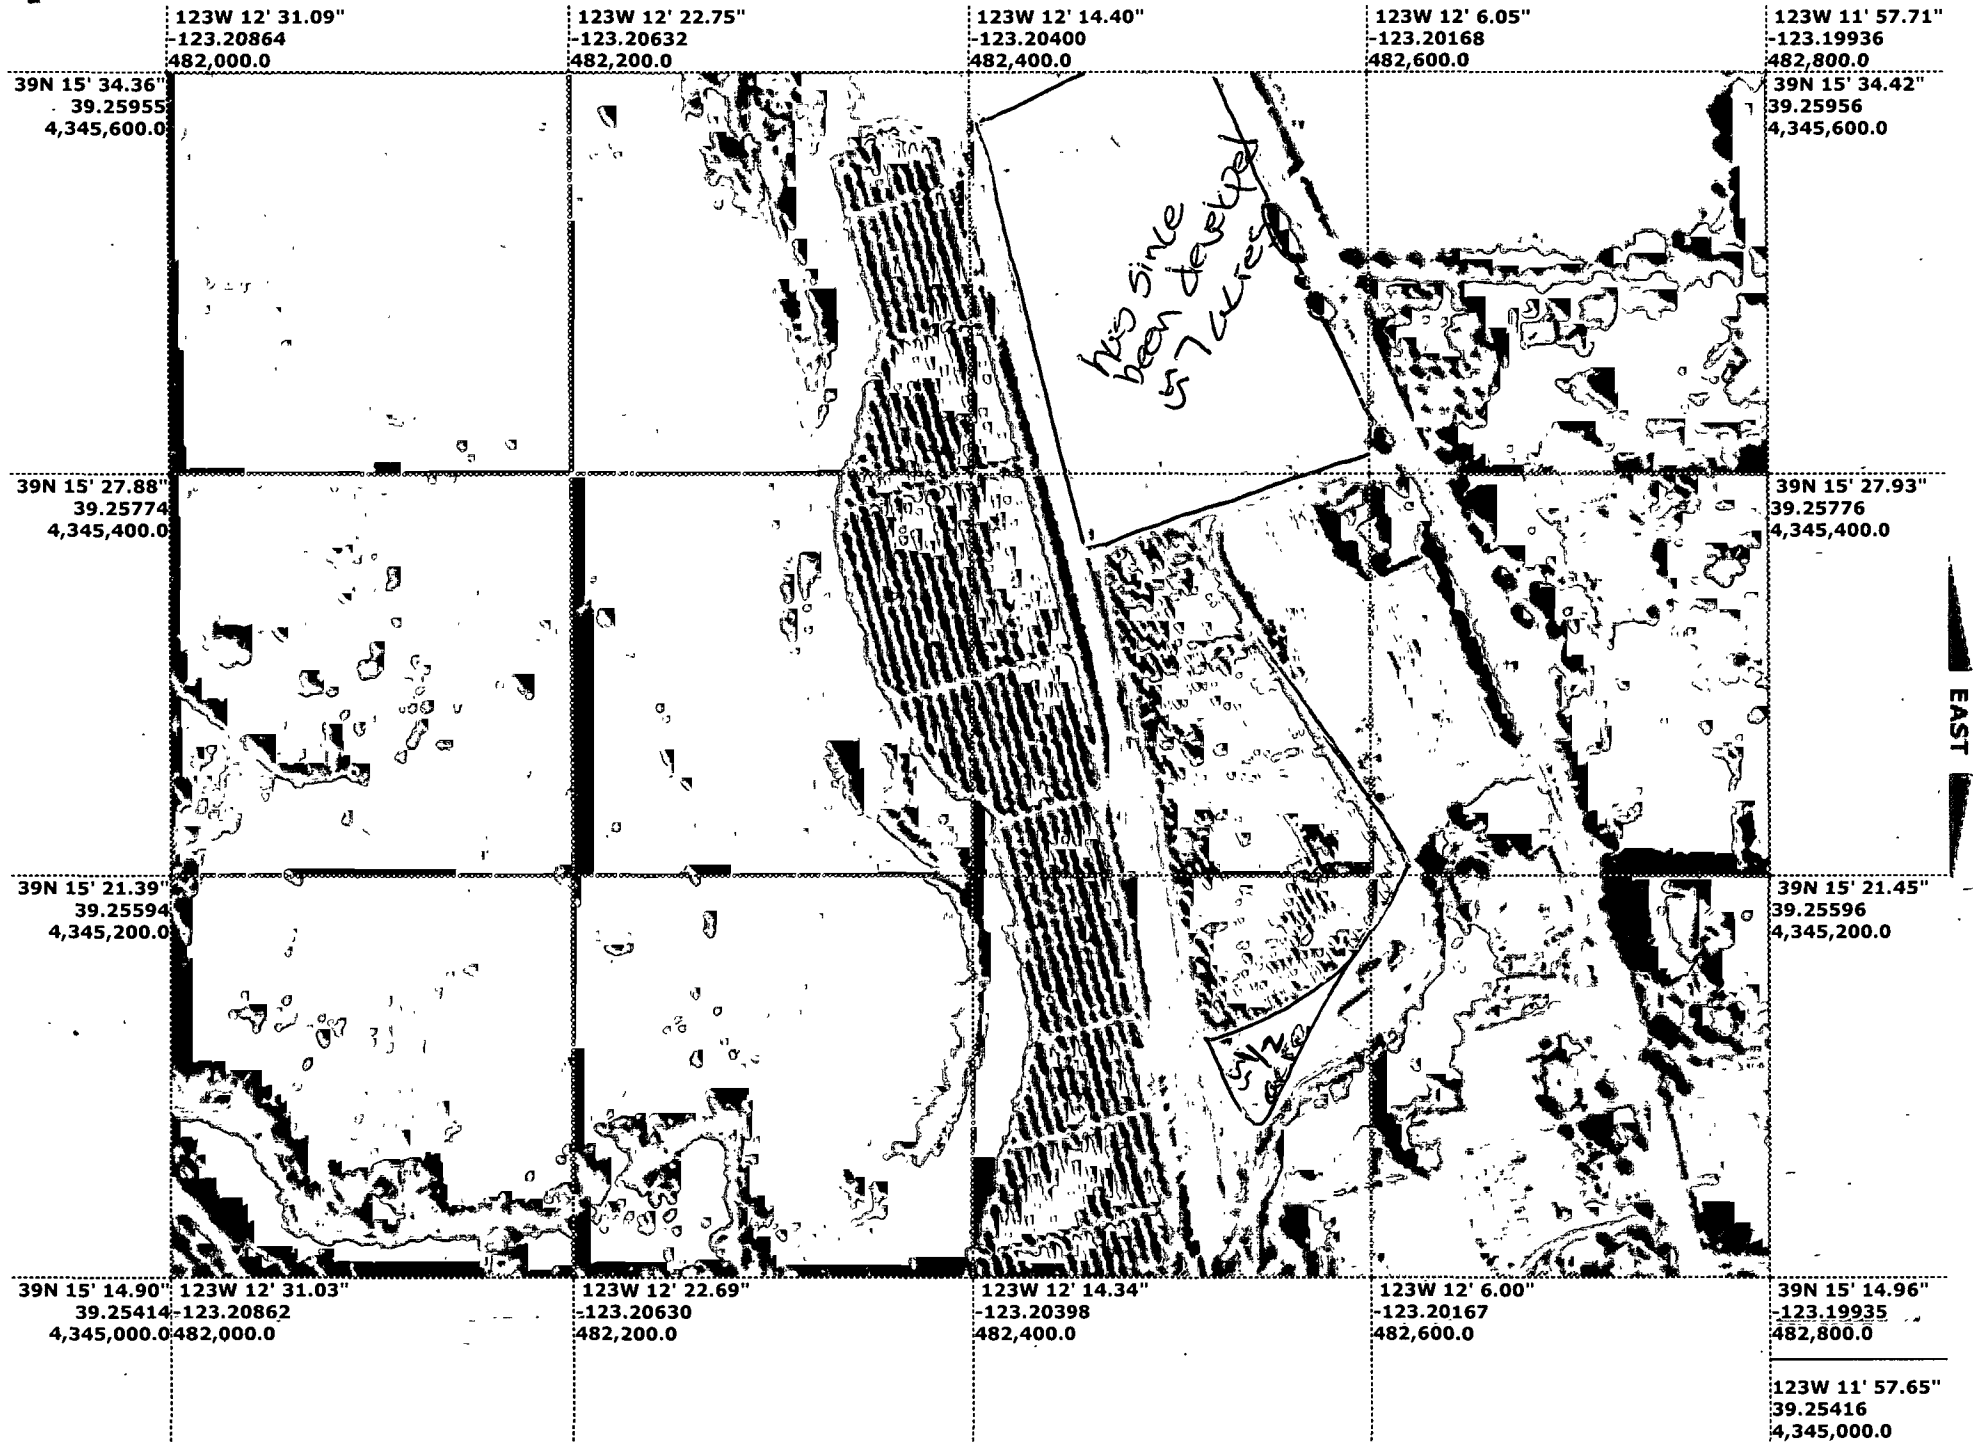 123W 12' 31.09"
-123.20864
482,000.0
123W 12' 22.75"
-123.20632
482,200.0
123W 12' 14.40"
-123.20400
482,400.0
123W 12' 6.05"
-123.20168
482,600.0
123W 11' 57.71"
-123.19936
482,800.0
39N 15' 34.36"
39.25955
4,345,600.0
39N 15' 34.42"
39.25956
4,345,600.0
has since
been developed
7 acres
39N 15' 27.88"
39.25774
4,345,400.0
39N 15' 27.93"
39.25776
4,345,400.0
EAST
39N 15' 21.39"
39.25594
4,345,200.0
39N 15' 21.45"
39.25596
4,345,200.0
1/2
acre
39N 15' 14.90"
39.25414
4,345,000.0
123W 12' 31.03"
-123.20862
482,000.0
123W 12' 22.69"
-123.20630
482,200.0
123W 12' 14.34"
-123.20398
482,400.0
123W 12' 6.00"
-123.20167
482,600.0
39N 15' 14.96"
-123.19935
482,800.0
123W 11' 57.65"
39.25416
4,345,000.0